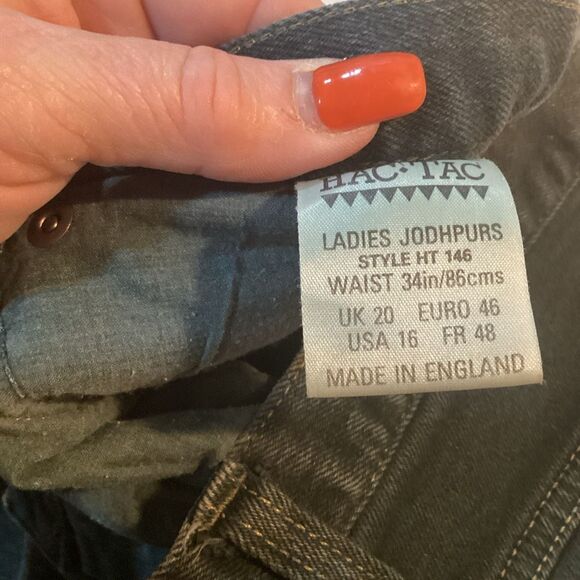 HAC·TAC
LADIES JODHPURS
STYLE HT 146
WAIST 34in/86cms
UK 20 EURO 46
USA 16 FR 48
MADE IN ENGLAND